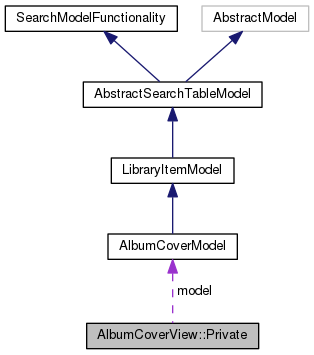 SearchModelFunctionality
AbstractModel
AbstractSearchTableModel
LibraryItemModel
AlbumCoverModel
model
AlbumCoverView::Private